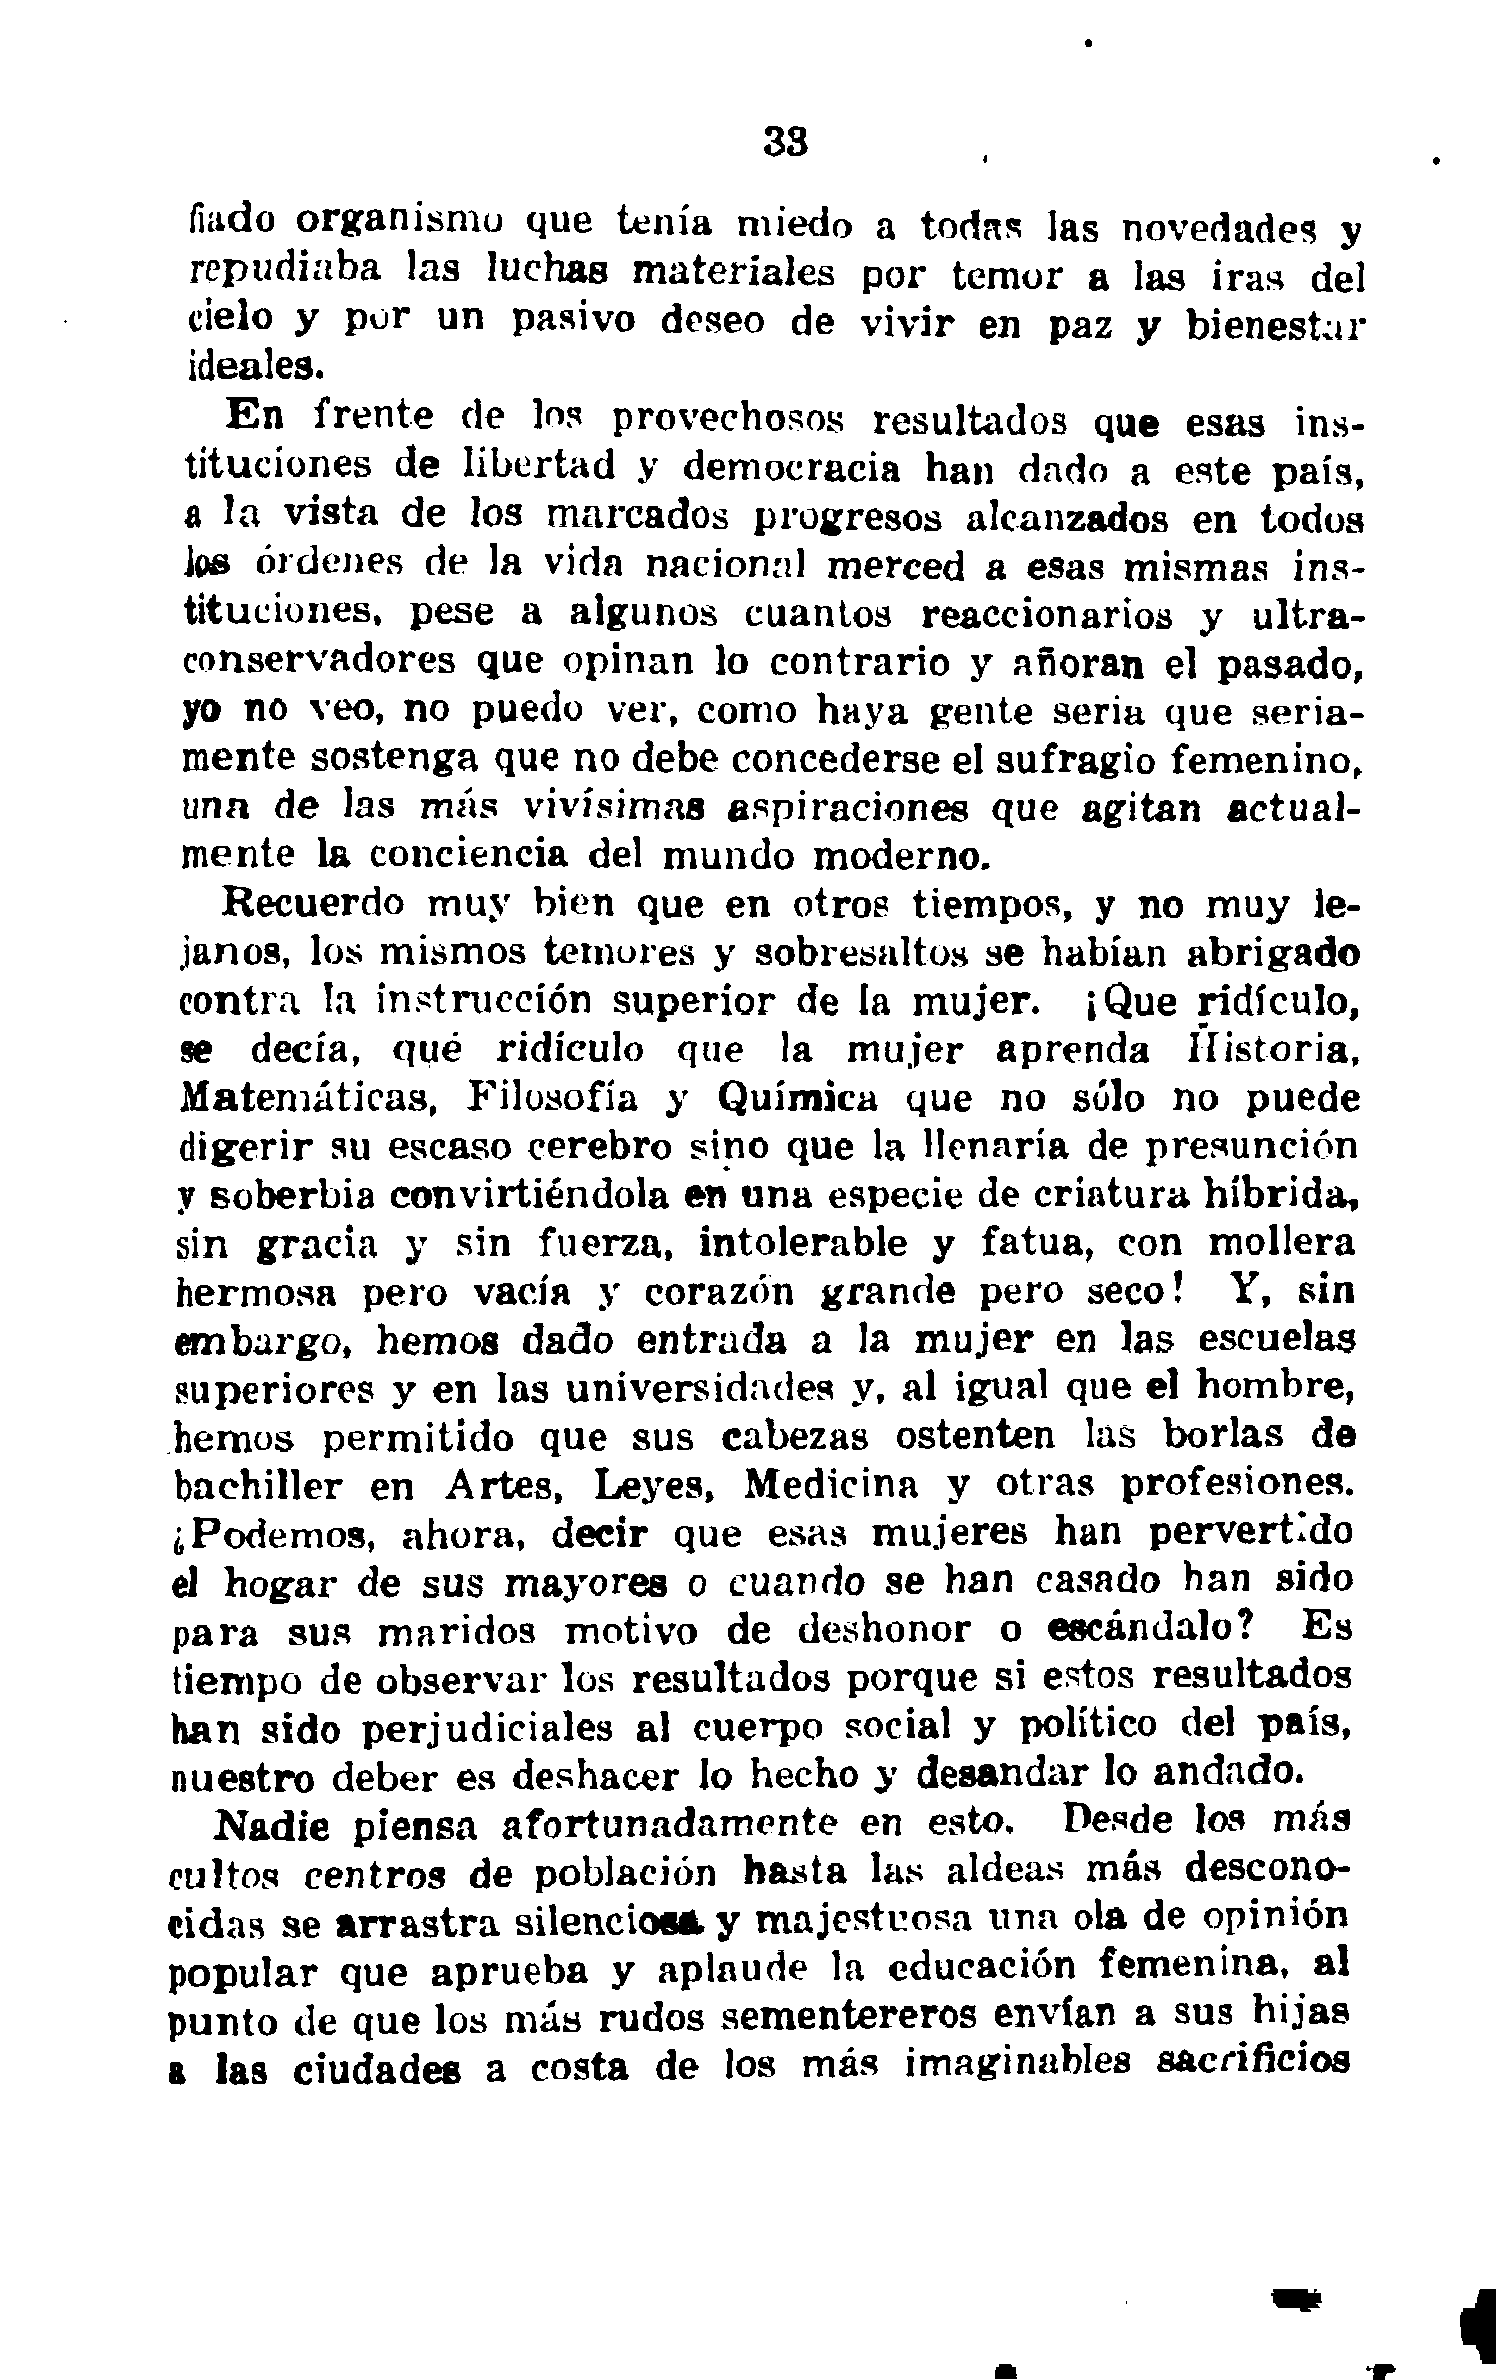 33
ñado organismo que tenía miedo a todas las novedades y
repudiaba las luchas materiales por temor a las iras del
cielo y por un pasivo deseo de vivir en paz y bienestar
ideales.
En frente de los provechosos resultados que esas ins-
tituciones de libertad y democracia han dado a este país,
a la vista de los marcados progresos alcanzados en todos
los órdenes de la vida nacional merced a esas mismas ins-
tituciones, pese a algunos cuantos reaccionarios y ultra-
conservadores que opinan lo contrario y añoran el pasado,
yo no veo, no puedo ver, como haya gente seria que seria-
mente sostenga que no debe concederse el sufragio femenino,
una de las más vivísimas aspiraciones que agitan actual-
mente la conciencia del mundo moderno.
Recuerdo muy bien que en otros tiempos, y no muy le-
janos, los mismos temores y sobresaltos se habían abrigado
contra la instrucción superior de la mujer. ¡Que ridículo,
se decía, qué ridículo que la mujer aprenda Historia,
Matemáticas, Filosofía y Química que no sólo no puede
digerir su escaso cerebro sino que la llenaría de presunción
y soberbia convirtiéndola en una especie de criatura híbrida,
sin gracia y sin fuerza, intolerable y fatua, con mollera
hermosa pero vacía y corazón grande pero seco! Y, sin
embargo, hemos dado entrada a la mujer en las escuelas
superiores y en las universidades y, al igual que el hombre,
hemos permitido que sus cabezas ostenten las borlas de
bachiller en Artes, Leyes, Medicina y otras profesiones.
¿Podemos, ahora, decir que esas mujeres han pervertido
el hogar de sus mayores o cuando se han casado han sido
para sus maridos motivo de deshonor o escándalo? Es
tiempo de observar los resultados porque si estos resultados
han sido perjudiciales al cuerpo social y político del país,
nuestro deber es deshacer lo hecho y desandar lo andado.
Nadie piensa afortunadamente en esto. Desde los más
cultos centros de población hasta las aldeas más descono-
cidas se arrastra silenciosa y majestuosa una ola de opinión
popular que aprueba y aplaude la educación femenina, al
punto de que los más rudos sementereros envían a sus hijas
a las ciudades a costa de los más imaginables sacrificios